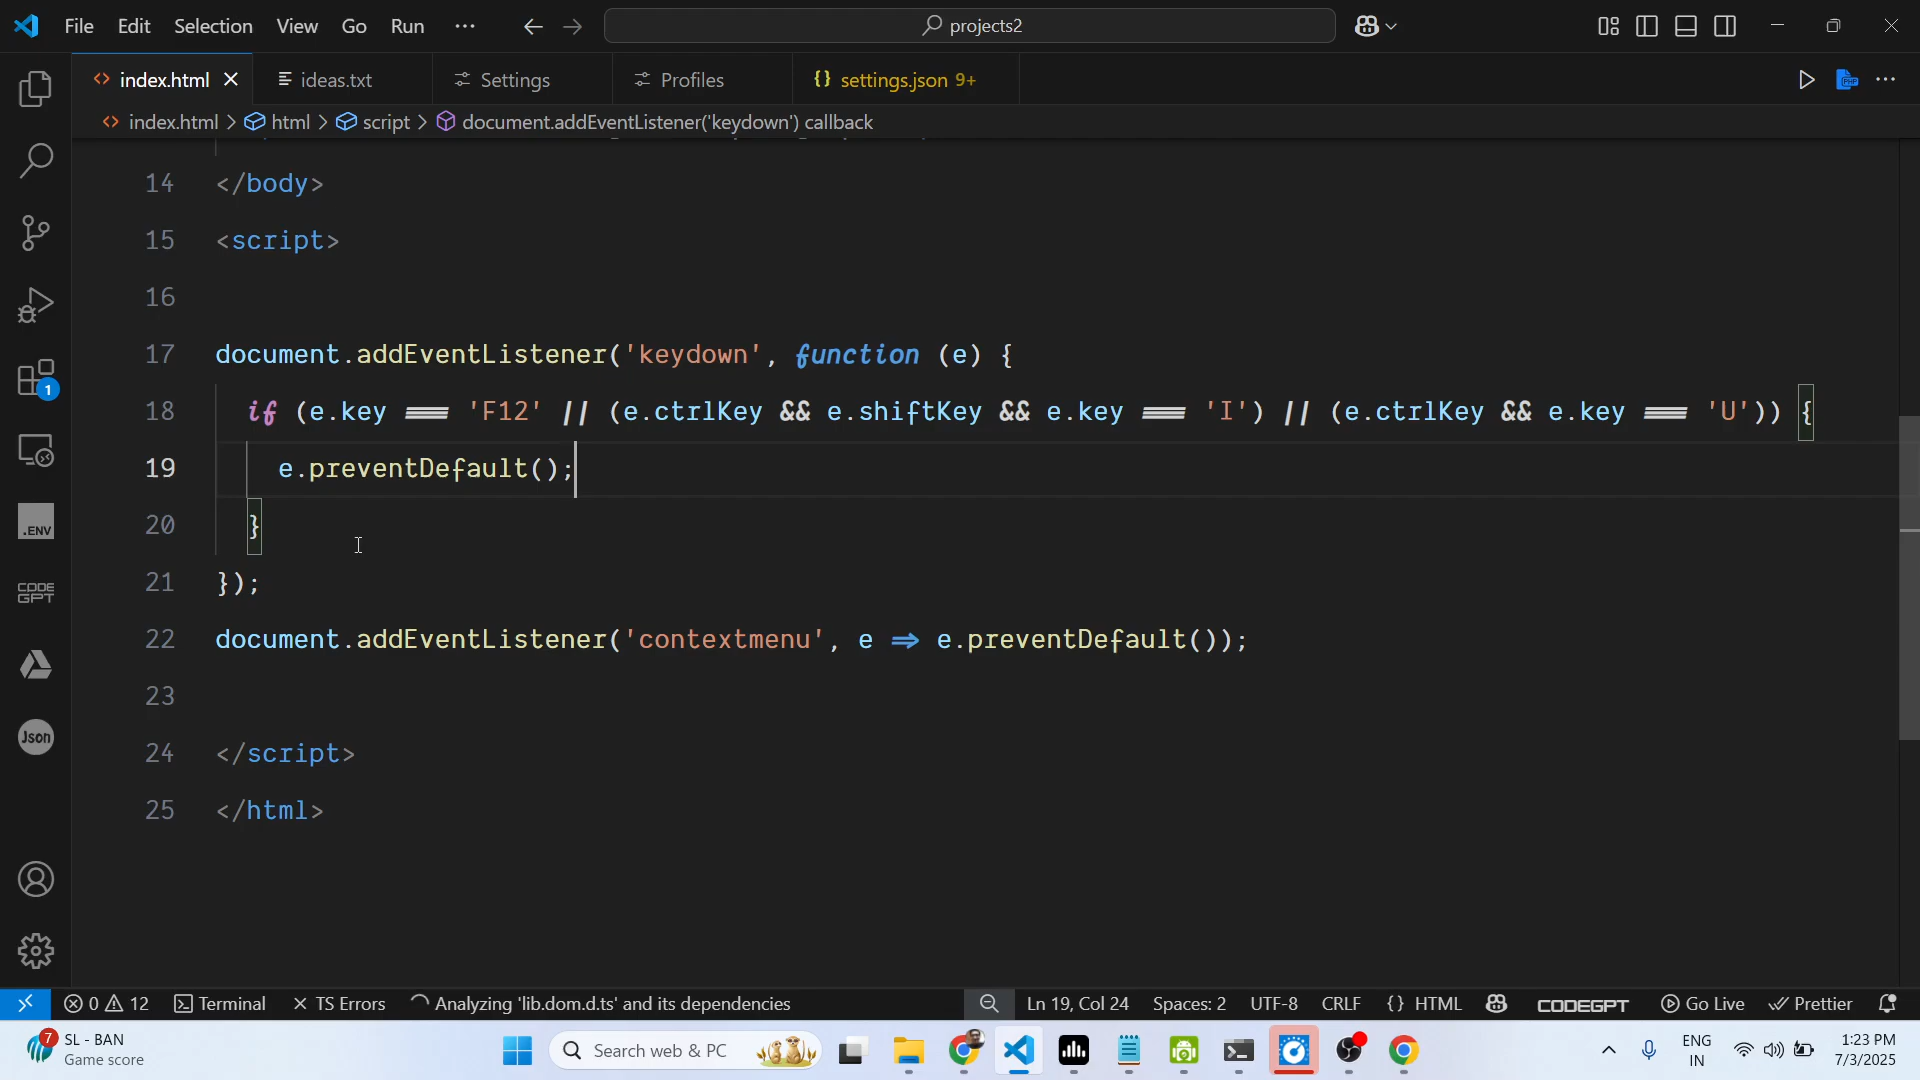 File Edit Selection View Go Run ··· projects2
index.html ideas.txt Settings Profiles {} settings.json 9+
index.html > html > script > document.addEventListener('keydown') callback
14 </body>
15 <script>
16
17 document.addEventListener('keydown', function (e) {
18 if (e.key === 'F12' || (e.ctrlKey && e.shiftKey && e.key === 'I') || (e.ctrlKey && e.key === 'U')) {
19 e.preventDefault();
20 }
21 });
22 document.addEventListener('contextmenu', e => e.preventDefault());
23
24 </script>
25 </html>
1
.ENV
CODE
GPT
Json
0 12 Terminal TS Errors Analyzing 'lib.dom.d.ts' and its dependencies Ln 19, Col 24 Spaces: 2 UTF-8 CRLF {} HTML CODEGPT Go Live Prettier
7 SL - BAN
Game score
Search web & PC
ENG
IN
1:23 PM
7/3/2025